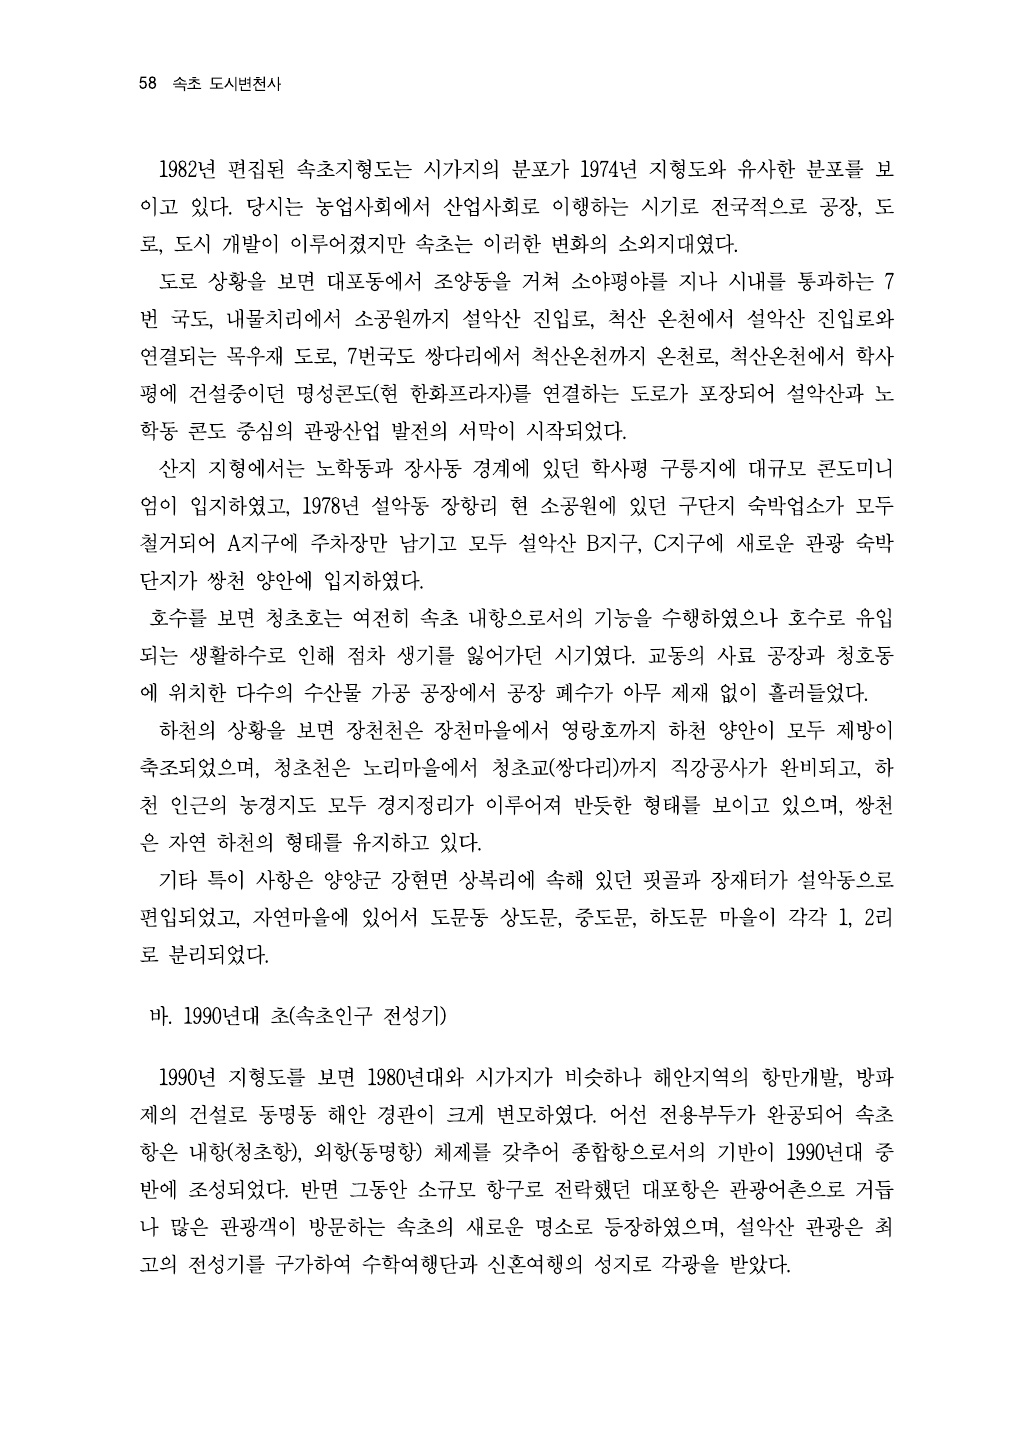 58 속초 도시변천사
1982년 편집된 속초지형도는 시가지의 분포가 1974년 지형도와 유사한 분포를 보
이고 있다. 당시는 농업사회에서 산업사회로 이행하는 시기로 전국적으로 공장, 도
로, 도시 개발이 이루어졌지만 속초는 이러한 변화의 소외지대였다.
도로 상황을 보면 대포동에서 조양동을 거쳐 소야평야를 지나 시내를 통과하는 7
번 국도, 내물치리에서 소공원까지 설악산 진입로, 척산 온천에서 설악산 진입로와
연결되는 목우재 도로, 7번국도 쌍다리에서 척산온천까지 온천로, 척산온천에서 학사
평에 건설중이던 명성콘도(현 한화프라자)를 연결하는 도로가 포장되어 설악산과 노
학동 콘도 중심의 관광산업 발전의 서막이 시작되었다.
산지 지형에서는 노학동과 장사동 경계에 있던 학사평 구릉지에 대규모 콘도미니
엄이 입지하였고, 1978년 설악동 장항리 현 소공원에 있던 구단지 숙박업소가 모두
철거되어 A지구에 주차장만 남기고 모두 설악산 B지구, C지구에 새로운 관광 숙박
단지가 쌍천 양안에 입지하였다.
호수를 보면 청초호는 여전히 속초 내항으로서의 기능을 수행하였으나 호수로 유입
되는 생활하수로 인해 점차 생기를 잃어가던 시기였다. 교동의 사료 공장과 청호동
에 위치한 다수의 수산물 가공 공장에서 공장 폐수가 아무 제재 없이 흘러들었다.
하천의 상황을 보면 장천천은 장천마을에서 영랑호까지 하천 양안이 모두 제방이
축조되었으며, 청초천은 노리마을에서 청초교(쌍다리)까지 직강공사가 완비되고, 하
천 인근의 농경지도 모두 경지정리가 이루어져 반듯한 형태를 보이고 있으며, 쌍천
은 자연 하천의 형태를 유지하고 있다.
기타 특이 사항은 양양군 강현면 상복리에 속해 있던 핏골과 장재터가 설악동으로
편입되었고, 자연마을에 있어서 도문동 상도문, 중도문, 하도문 마을이 각각 1, 2리
로 분리되었다.
바. 1990년대 초(속초인구 전성기)
1990년 지형도를 보면 1980년대와 시가지가 비슷하나 해안지역의 항만개발, 방파
제의 건설로 동명동 해안 경관이 크게 변모하였다. 어선 전용부두가 완공되어 속초
항은 내항(청초항), 외항(동명항) 체제를 갖추어 종합항으로서의 기반이 1990년대 중
반에 조성되었다. 반면 그동안 소규모 항구로 전락했던 대포항은 관광어촌으로 거듭
나 많은 관광객이 방문하는 속초의 새로운 명소로 등장하였으며, 설악산 관광은 최
고의 전성기를 구가하여 수학여행단과 신혼여행의 성지로 각광을 받았다.